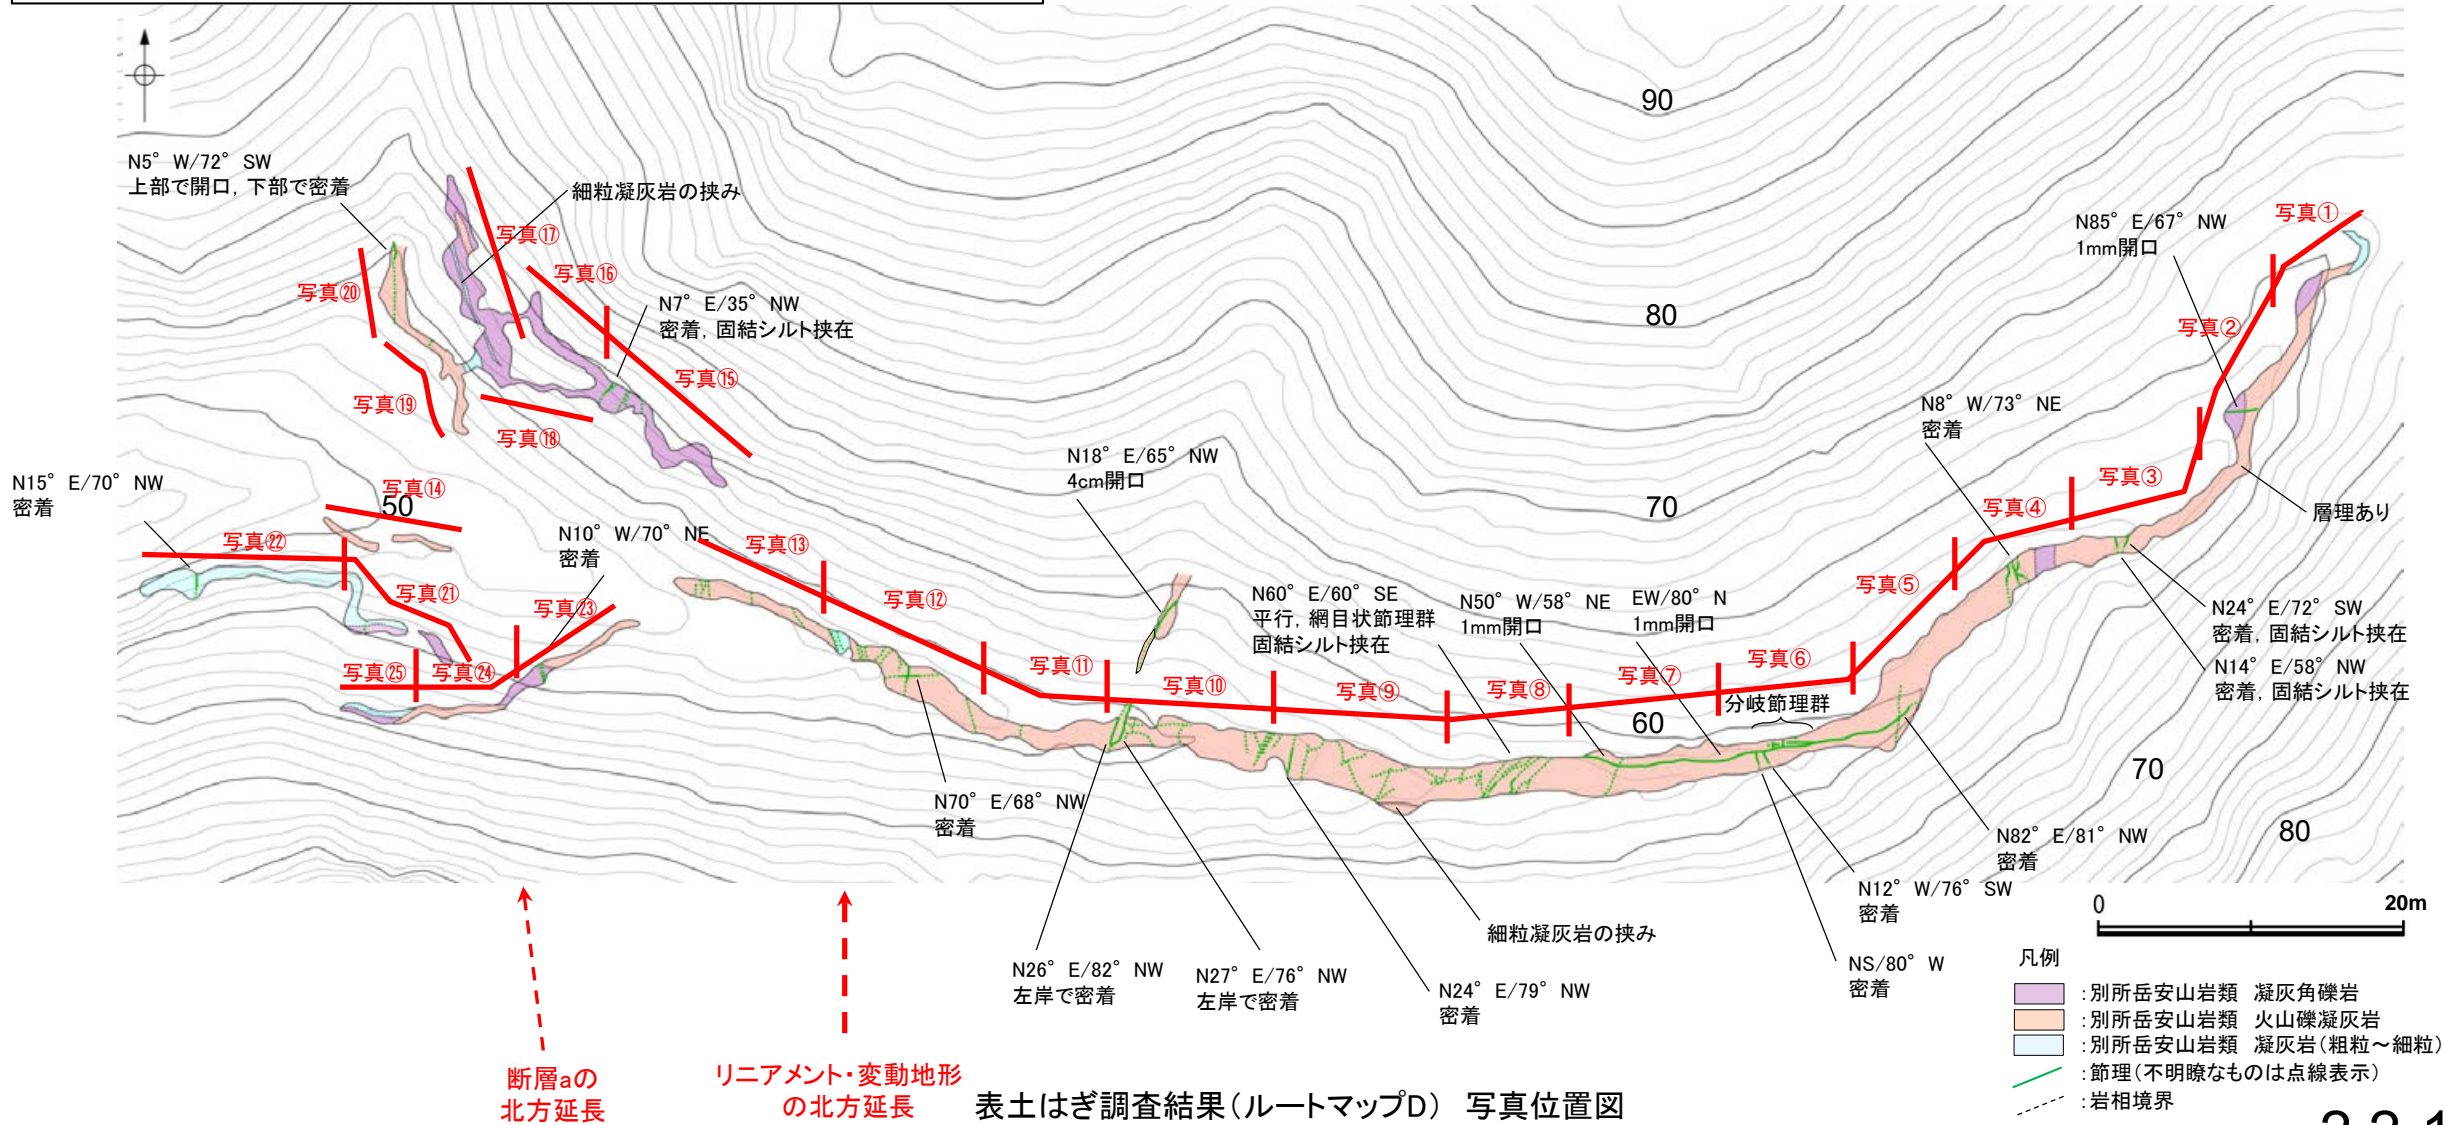 90
N5°W/72°SW
上部で開口，下部で密着
細粒凝灰岩の挟み
写真①
N85°E/67°NW
1mm開口
写真⑰
写真⑯
写真⑳
N7°E/35°NW
密着，固結シルト挟在
80
写真②
写真⑮
写真⑲
写真⑱
N8°W/73°NE
密着
N18°E/65°NW
4cm開口
N15°E/70°NW
密着
写真⑭
50
70
写真③
写真④
層理あり
写真㉒
N10°W/70°NE
密着
写真⑬
写真㉑
写真㉓
写真⑫
写真⑤
N60°E/60°SE
平行，網目状節理群
固結シルト挟在
N50°W/58°NE
1mm開口
EW/80°N
1mm開口
N24°E/72°SW
密着，固結シルト挟在
N14°E/58°NW
密着，固結シルト挟在
写真㉕
写真㉔
写真⑪
写真⑩
写真⑨
写真⑧
写真⑦
写真⑥
分岐節理群
60
70
N70°E/68°NW
密着
80
N82°E/81°NW
密着
N12°W/76°SW
密着
細粒凝灰岩の挟み
N26°E/82°NW
左岸で密着
N27°E/76°NW
左岸で密着
N24°E/79°NW
密着
NS/80°W
密着
0
20m
凡例
：別所岳安山岩類 凝灰角礫岩
：別所岳安山岩類 火山礫凝灰岩
：別所岳安山岩類 凝灰岩（粗粒～細粒）
：節理（不明瞭なものは点線表示）
：岩相境界
断層aの
北方延長
リニアメント・変動地形
の北方延長
表土はぎ調査結果（ルートマップD） 写真位置図